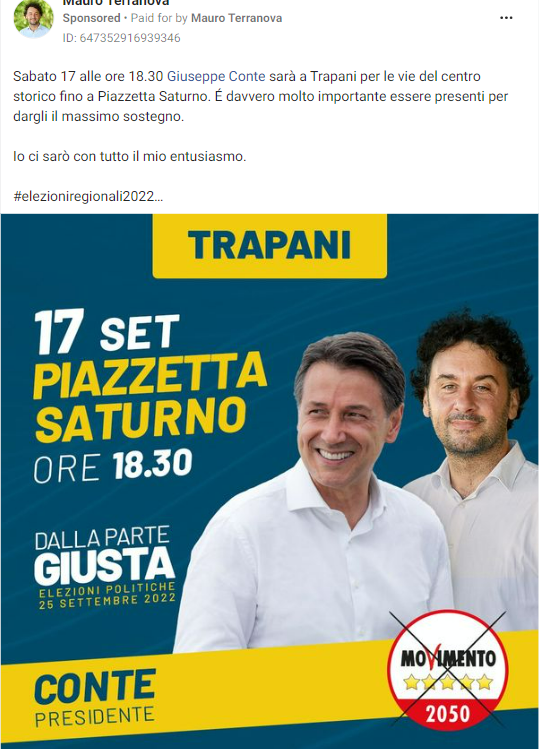 Mauro Terranova
Sponsored • Paid for by Mauro Terranova
ID: 647352916939346
Sabato 17 alle ore 18.30 Giuseppe Conte sarà a Trapani per le vie del centro
storico fino a Piazzetta Saturno. É davvero molto importante essere presenti per
dargli il massimo sostegno.
Io ci sarò con tutto il mio entusiasmo.
#elezioniregionali2022...
TRAPANI
17 SET
PIAZZETTA
SATURNO
ORE 18.30
DALLA PARTE
GIUSTA
ELEZIONI POLITICHE
25 SETTEMBRE 2022
CONTE
PRESIDENTE
MOVIMENTO
2050